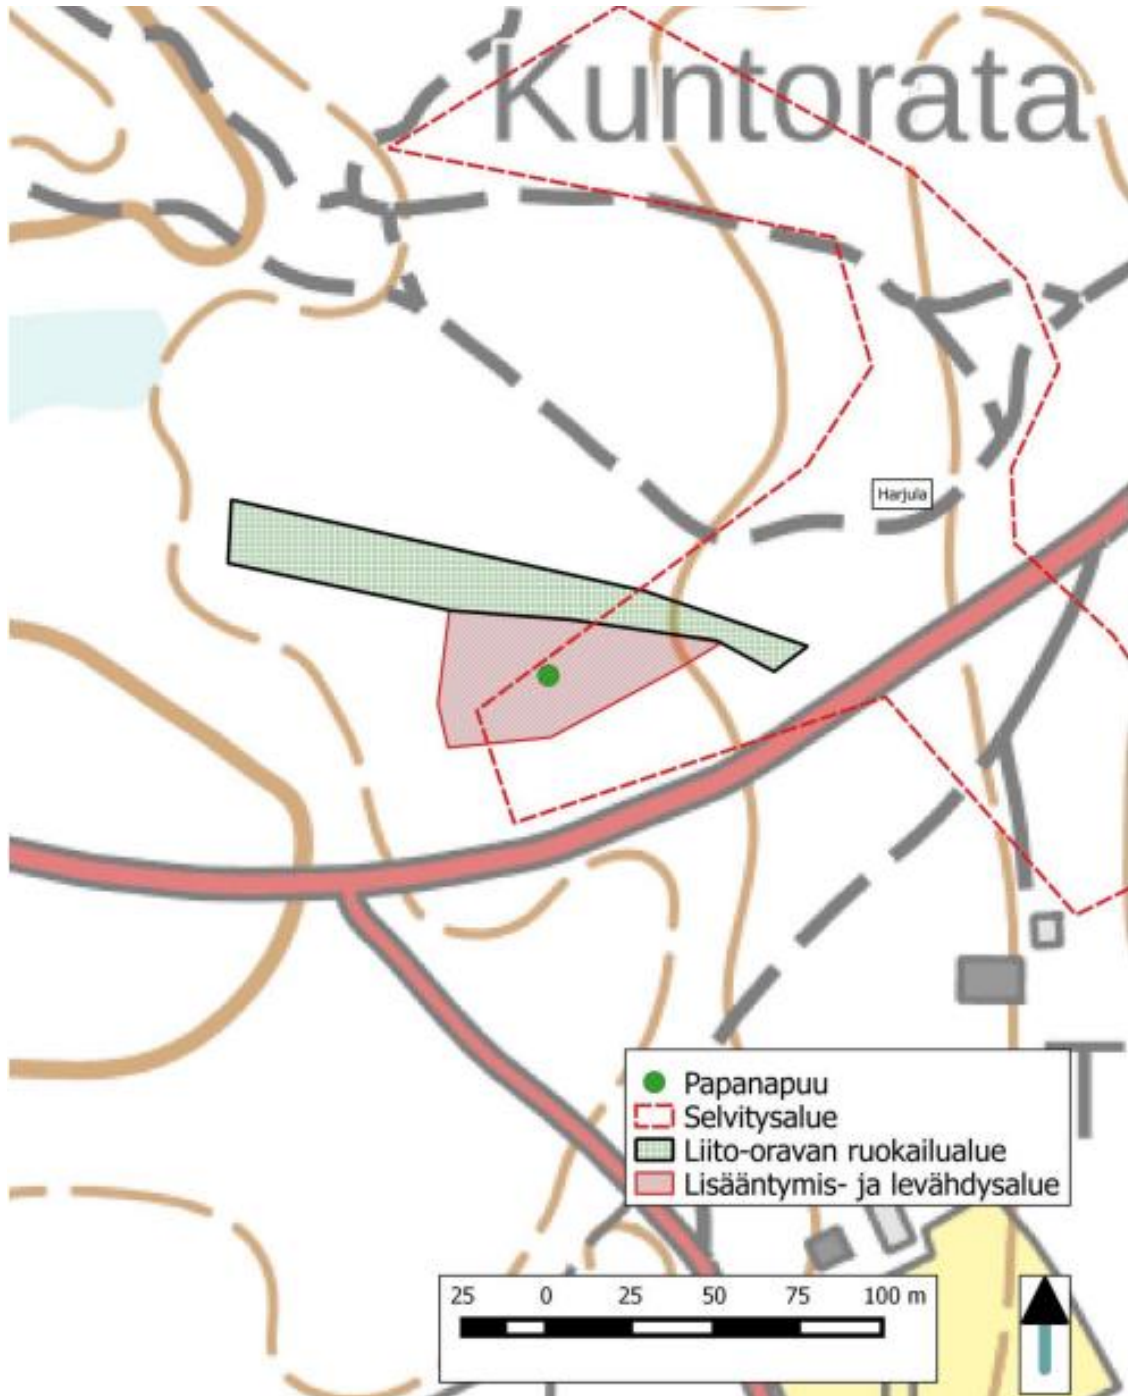 Kuntorata
Harjula
T
Papanapuu
Selvitysalue
Liito-oravan ruokailualue
Lisääntymis- ja levähdysalue
25 0 25 50 75 100 m